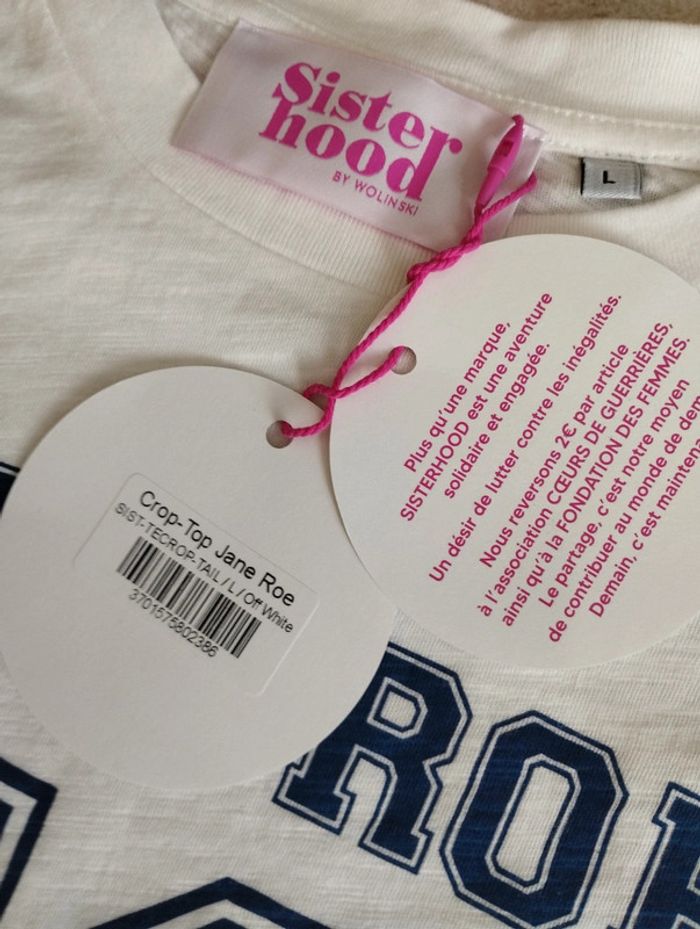 Sister
hood
BY WOLINSKI
L
Plus qu'une marque,
SISTERHOOD est une aventure
solidaire et engagée.
Un désir de lutter contre les inégalités.
Nous reversons 2€ par article
à l'association CŒURS DE GUERRIÈRES,
ainsi qu'à la FONDATION DES FEMMES.
Le partage, c'est notre moyen
de contribuer au monde de
Demain, c'est
Crop-Top Jane Roe
SIST-TECROP-TAIL / L / Off White
3701575802386
RO